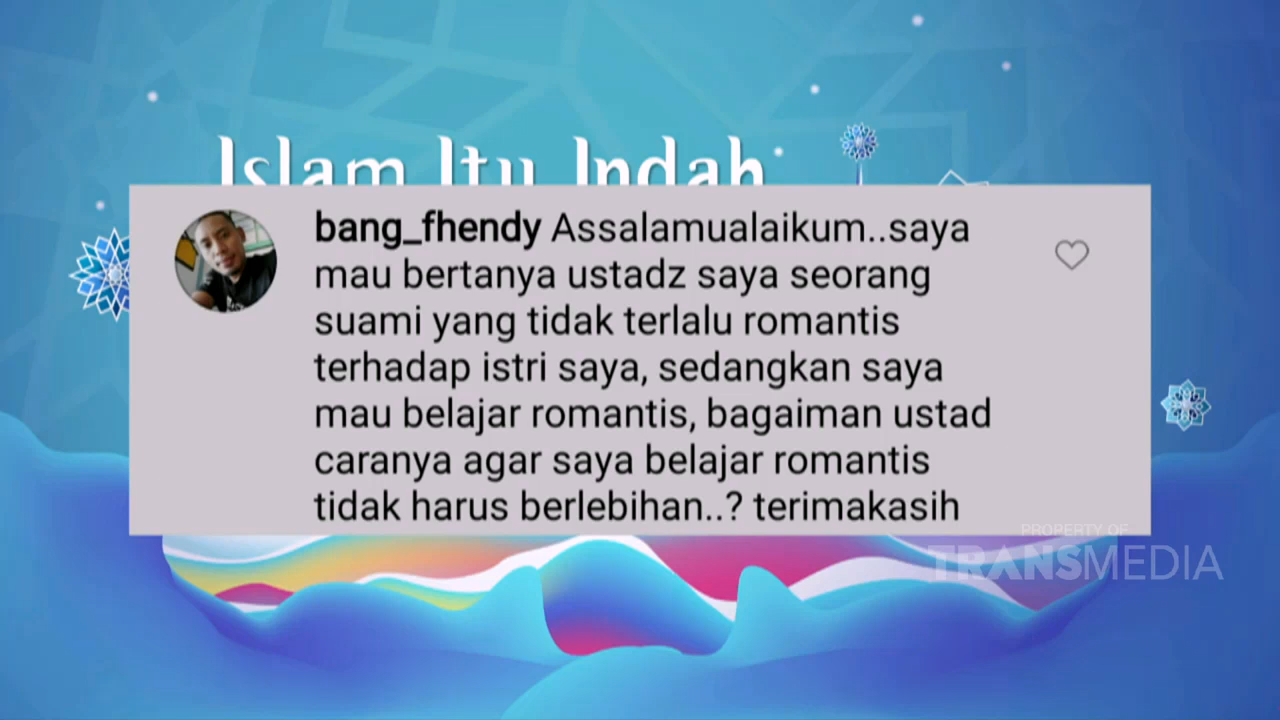 Islam Itu Indah
bang_fhendy Assalamualaikum..saya
mau bertanya ustadz saya seorang
suami yang tidak terlalu romantis
terhadap istri saya, sedangkan saya
mau belajar romantis, bagaiman ustad
caranya agar saya belajar romantis
tidak harus berlebihan..? terimakasih
PROPERTY OF
TRANSMEDIA